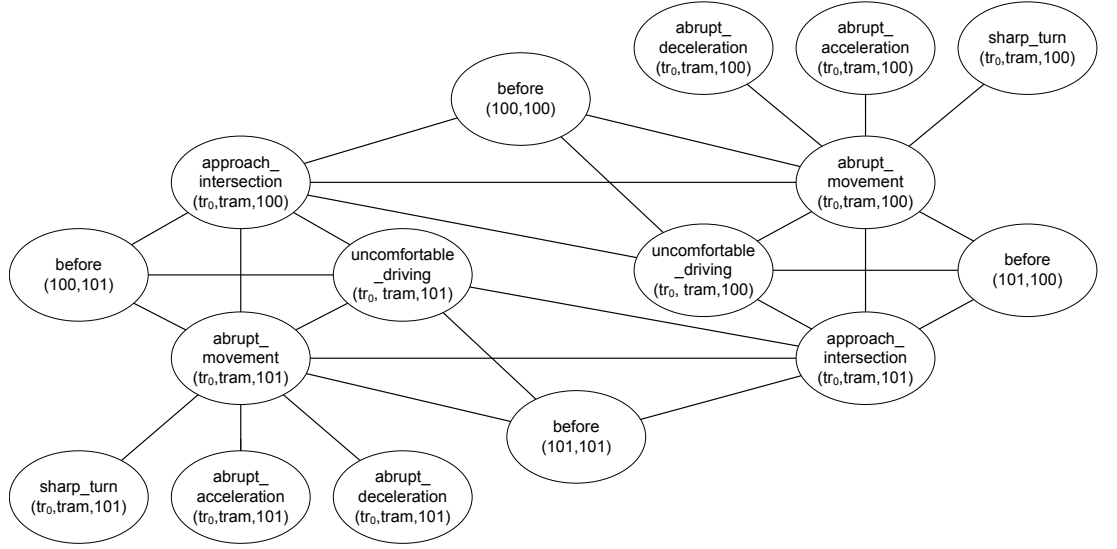 abrupt_
deceleration
(tr₀,tram,100)
abrupt_
acceleration
(tr₀,tram,100)
sharp_turn
(tr₀,tram,100)
before
(100,100)
approach_
intersection
(tr₀,tram,100)
abrupt_
movement
(tr₀,tram,100)
before
(100,101)
uncomfortable
_driving
(tr₀, tram,101)
uncomfortable
_driving
(tr₀, tram,100)
before
(101,100)
abrupt_
movement
(tr₀,tram,101)
approach_
intersection
(tr₀,tram,101)
before
(101,101)
sharp_turn
(tr₀,tram,101)
abrupt_
acceleration
(tr₀,tram,101)
abrupt_
deceleration
(tr₀,tram,101)